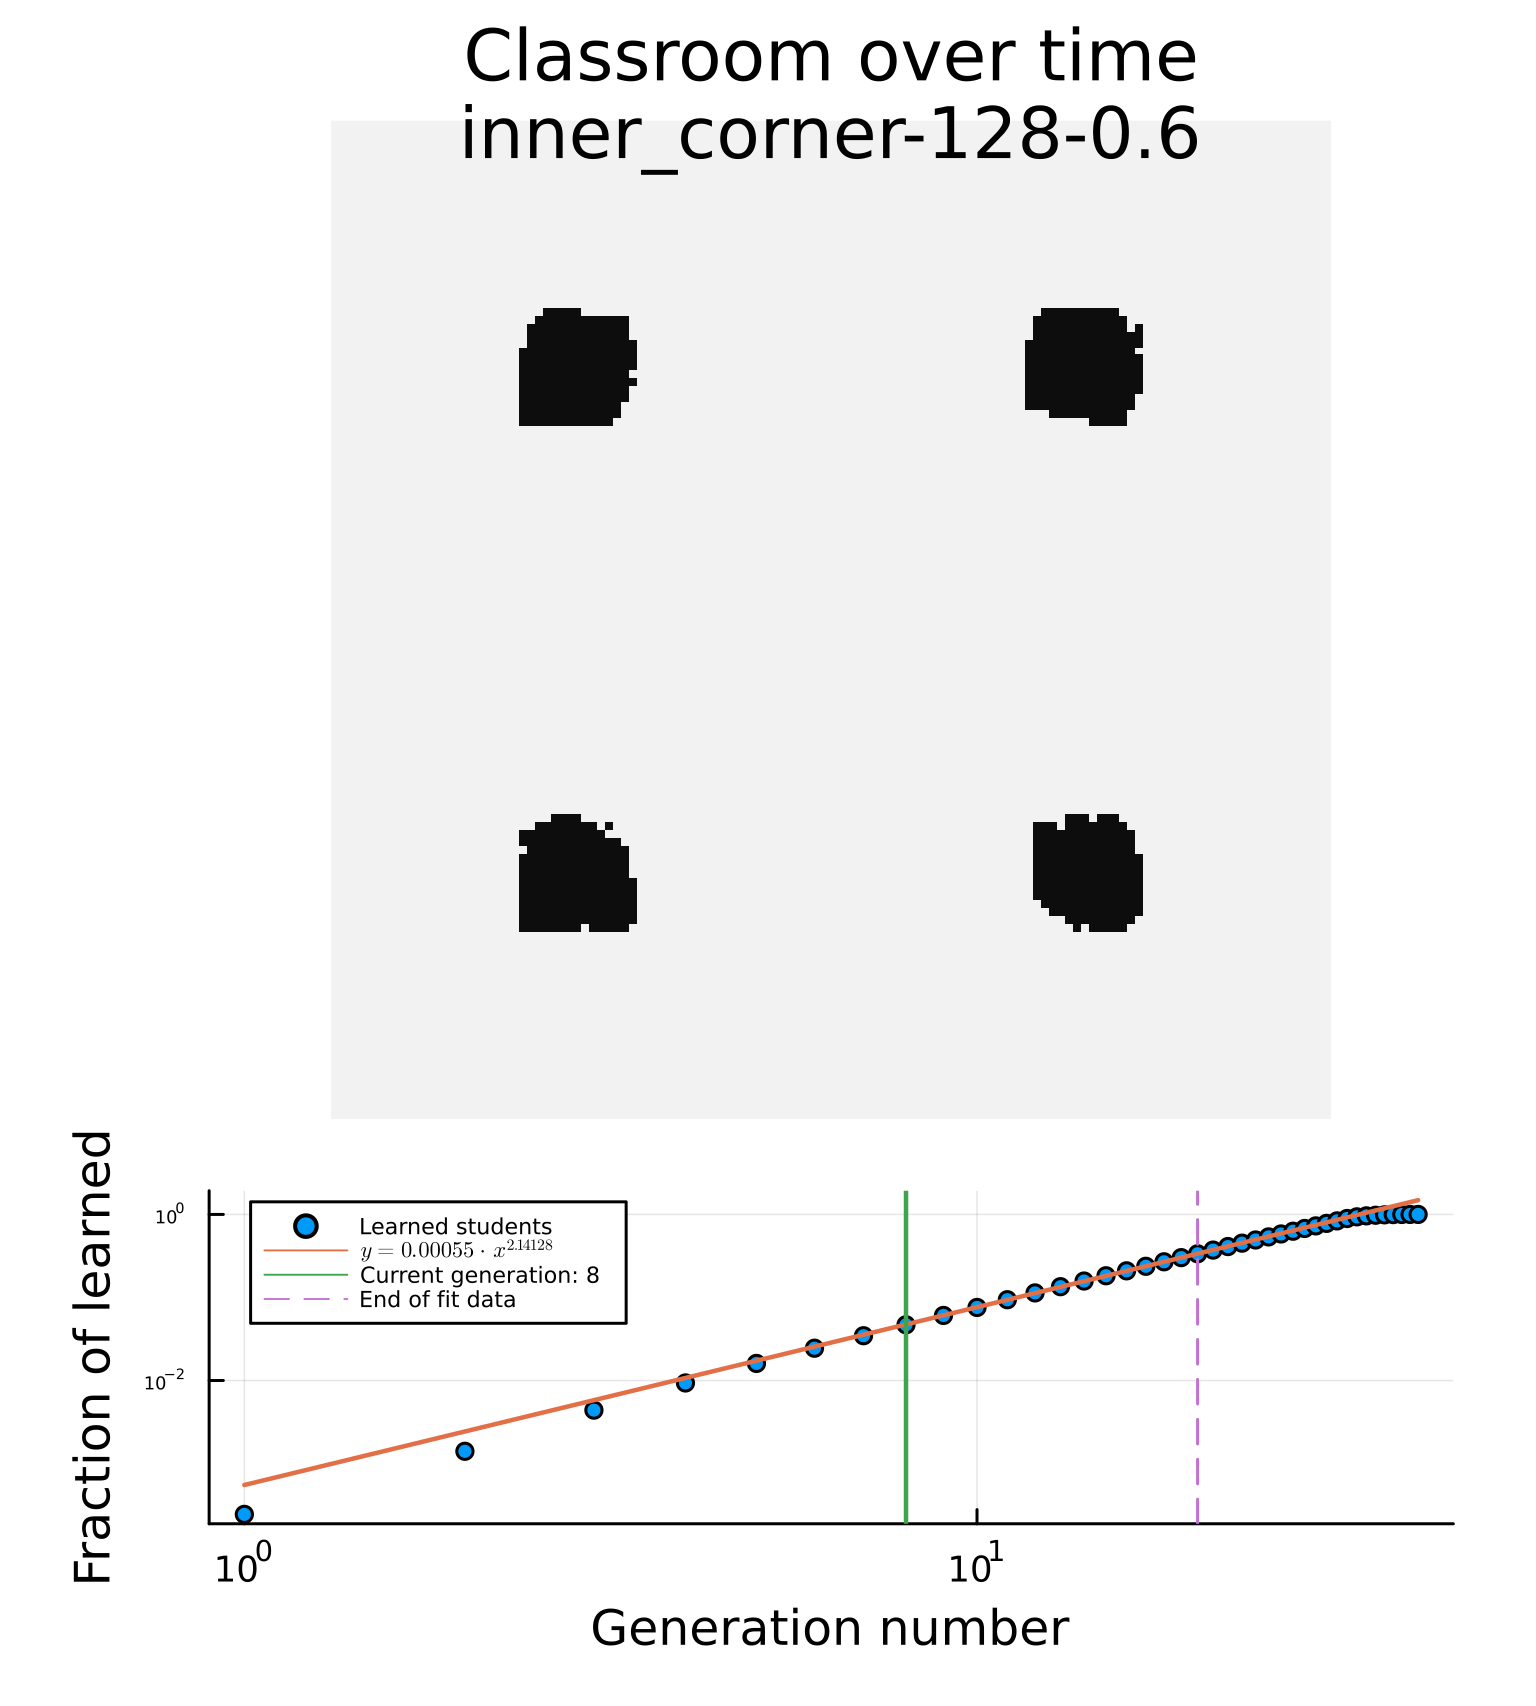 Classroom over time
inner_corner-128-0.6
Fraction of learned
10^0
10^-2
Learned students
y = 0.00055 · x^2.14128
Current generation: 8
End of fit data
10^0
10^1
Generation number